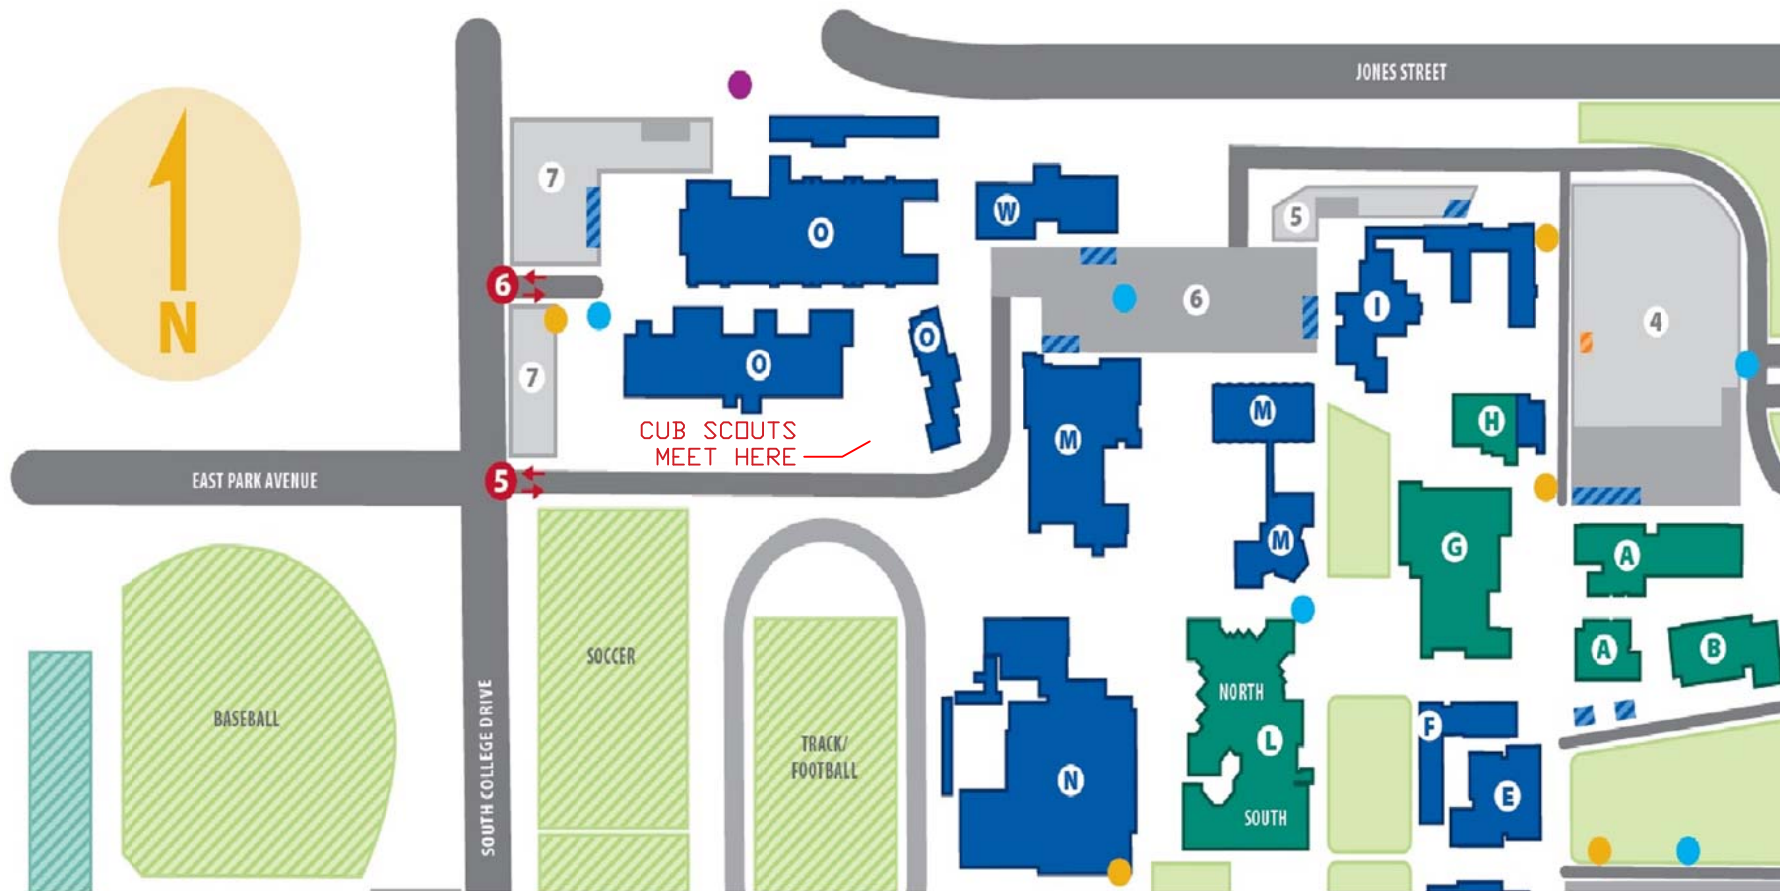 JONES STREET
N
7
O
W
5
6
6
O
O
7
I
4
CUB SCOUTS
MEET HERE
M
M
H
EAST PARK AVENUE
5
M
G
A
A
B
SOCCER
BASEBALL
SOUTH COLLEGE DRIVE
TRACK/
FOOTBALL
N
NORTH
L
SOUTH
F
E